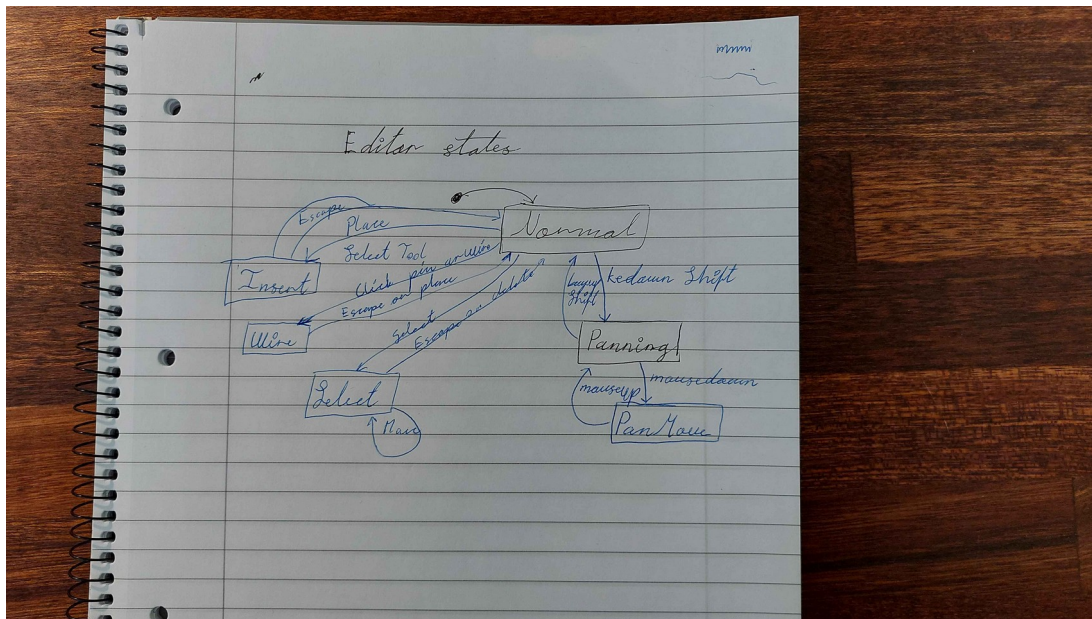 Editor states
Normal
Escape
Place
Select Tool
Insert
Click pin or wire
Escape or place
Wire
Select
Escape or delete
Select
Move
kedown Shift
Shift
Panning
mousedown
mouseup
PanMove